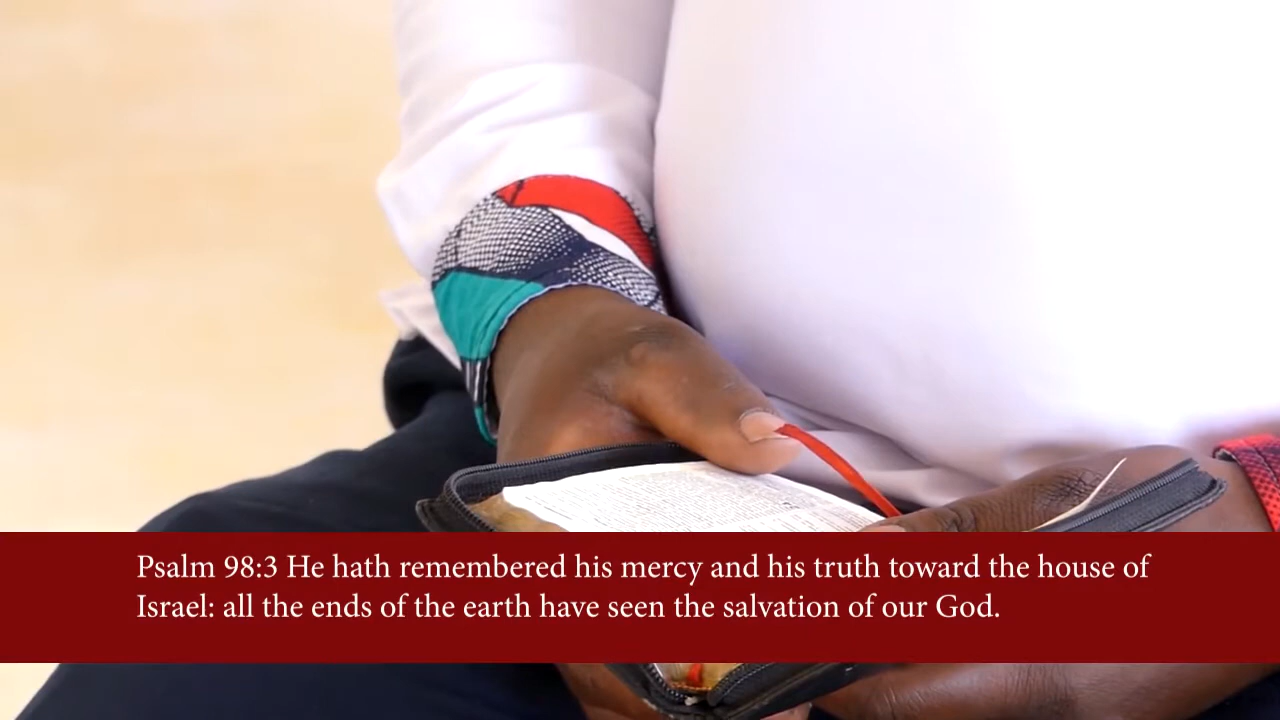 Psalm 98:3 He hath remembered his mercy and his truth toward the house of
Israel: all the ends of the earth have seen the salvation of our God.